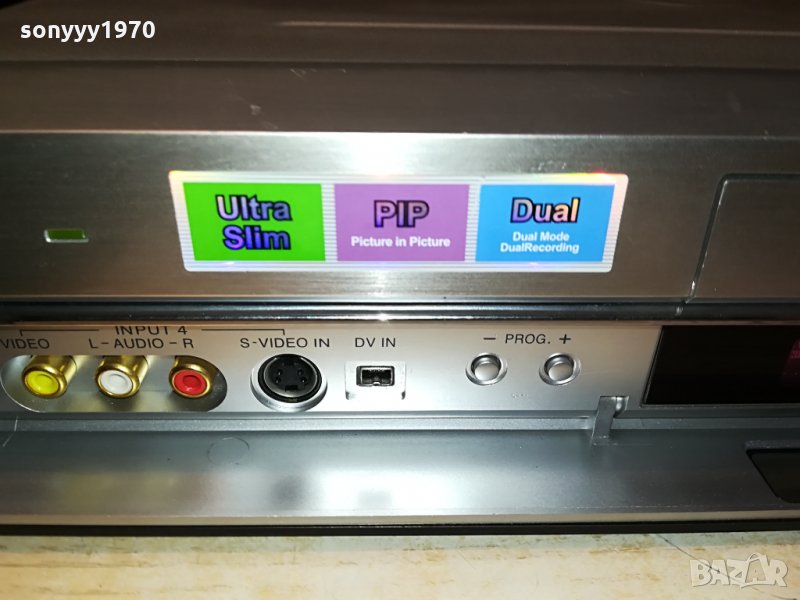 sonyyy1970
Ultra
Slim
PIP
Picture in Picture
Dual
Dual Mode
DualRecording
INPUT 4
VIDEO L - AUDIO - R S-VIDEO IN DV IN - PROG. +
BAZAR